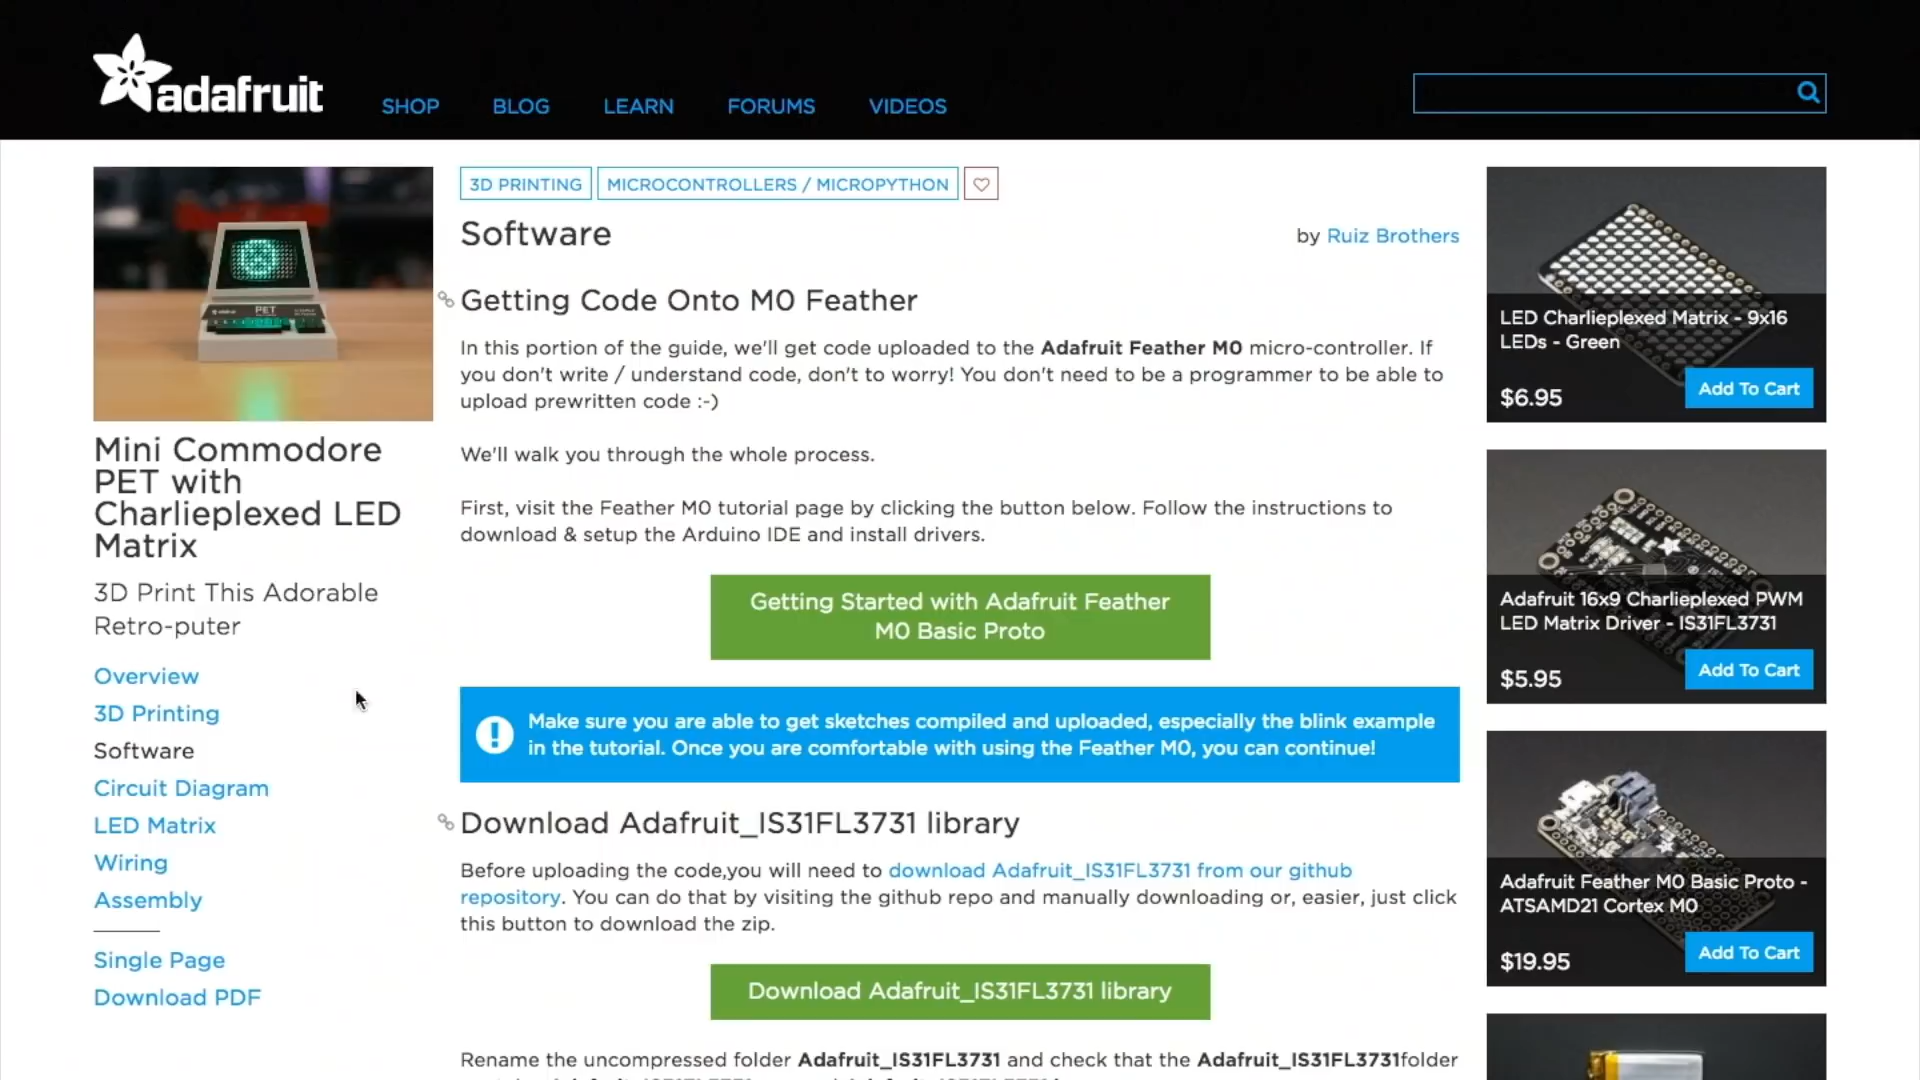 adafruit
SHOP
BLOG
LEARN
FORUMS
VIDEOS
PET
Mini Commodore
PET with
Charlieplexed LED
Matrix
3D Print This Adorable
Retro-puter
Overview
3D Printing
Software
Circuit Diagram
LED Matrix
Wiring
Assembly
Single Page
Download PDF
3D PRINTING
MICROCONTROLLERS / MICROPYTHON
Software
by Ruiz Brothers
Getting Code Onto M0 Feather
In this portion of the guide, we'll get code uploaded to the Adafruit Feather M0 micro-controller. If
you don't write / understand code, don't to worry! You don't need to be a programmer to be able to
upload prewritten code :-)
We'll walk you through the whole process.
First, visit the Feather M0 tutorial page by clicking the button below. Follow the instructions to
download & setup the Arduino IDE and install drivers.
Getting Started with Adafruit Feather
M0 Basic Proto
Make sure you are able to get sketches compiled and uploaded, especially the blink example
in the tutorial. Once you are comfortable with using the Feather M0, you can continue!
Download Adafruit_IS31FL3731 library
Before uploading the code,you will need to download Adafruit_IS31FL3731 from our github
repository. You can do that by visiting the github repo and manually downloading or, easier, just click
this button to download the zip.
Download Adafruit_IS31FL3731 library
Rename the uncompressed folder Adafruit_IS31FL3731 and check that the Adafruit_IS31FL3731folder
LED Charlieplexed Matrix - 9x16
LEDs - Green
$6.95
Add To Cart
Adafruit 16x9 Charlieplexed PWM
LED Matrix Driver - IS31FL3731
$5.95
Add To Cart
Adafruit Feather M0 Basic Proto -
ATSAMD21 Cortex M0
$19.95
Add To Cart